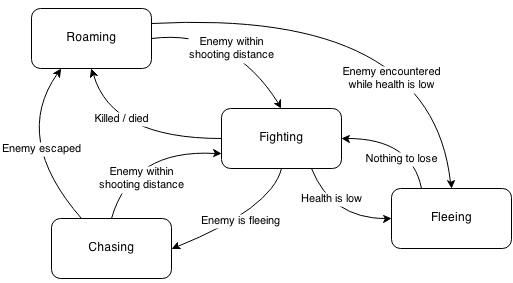 Roaming
Enemy within
shooting distance
Enemy encountered
while health is low
Killed / died
Fighting
Enemy escaped
Nothing to lose
Enemy within
shooting distance
Health is low
Enemy is fleeing
Fleeing
Chasing